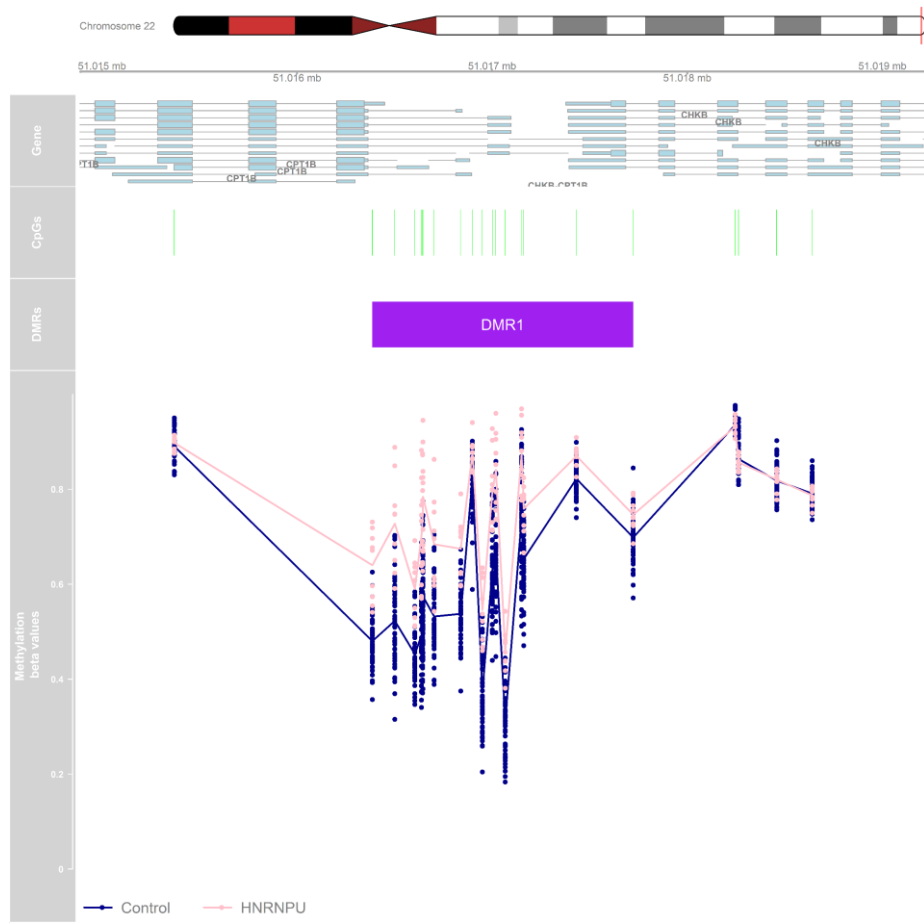 Chromosome 22
51.015 mb
51.016 mb
51.017 mb
51.018 mb
51.019 mb
Gene
CHKB
CHKB
CHKB
PT1B
CPT1B
CPT1B
CPT1B
CHKB-CPT1B
CpGs
DMRs
DMR1
Methylation
beta values
0.8
0.6
0.4
0.2
0
Control
HNRNPU